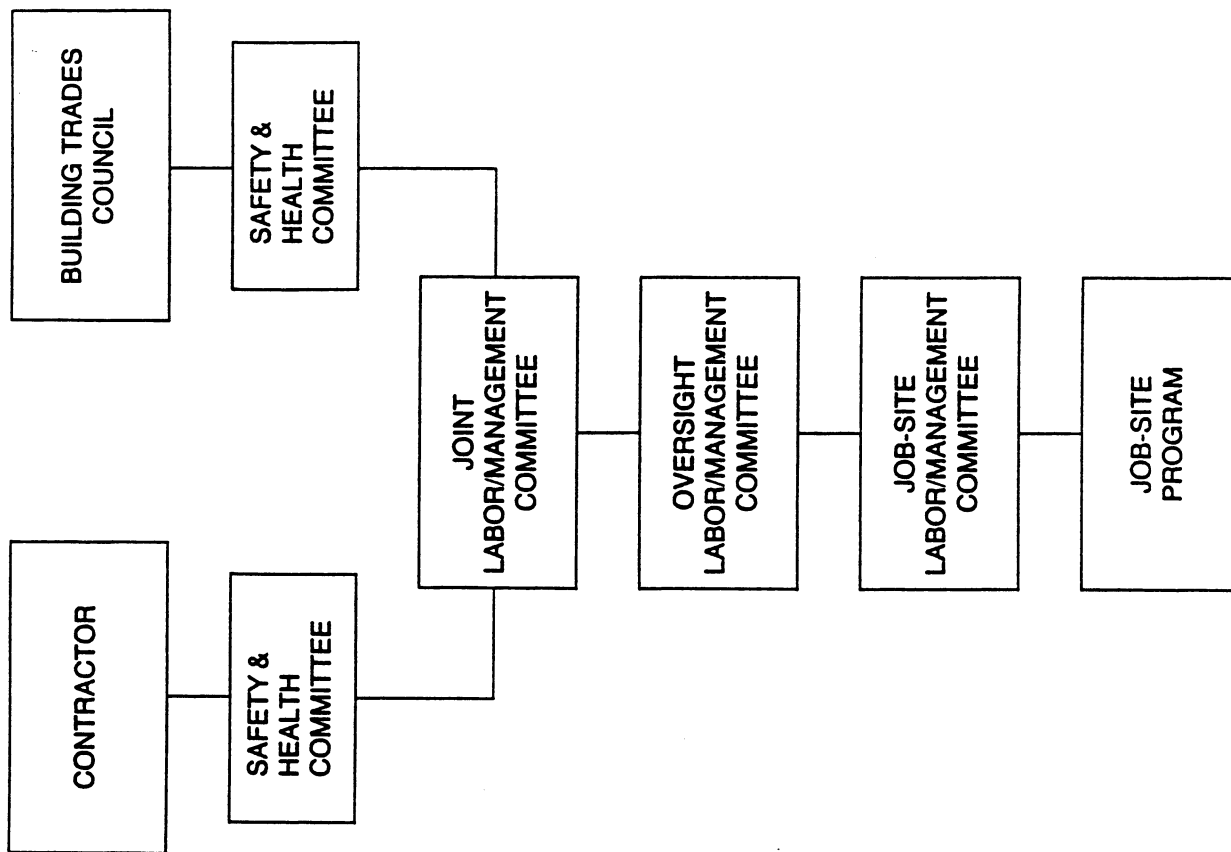 CONTRACTOR
BUILDING TRADES
COUNCIL
SAFETY &
HEALTH
COMMITTEE
SAFETY &
HEALTH
COMMITTEE
JOINT
LABOR/MANAGEMENT
COMMITTEE
OVERSIGHT
LABOR/MANAGEMENT
COMMITTEE
JOB-SITE
LABOR/MANAGEMENT
COMMITTEE
JOB-SITE
PROGRAM